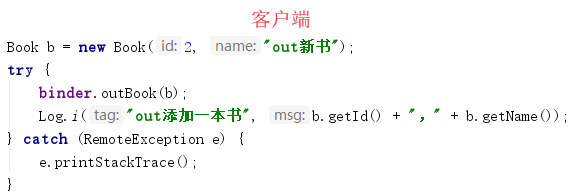 客户端
Book b = new Book( id: 2, name: "out新书");
try {
    binder.outBook(b);
    Log.i( tag: "out添加一本书", msg: b.getId() + "," + b.getName());
} catch (RemoteException e) {
    e.printStackTrace();
}